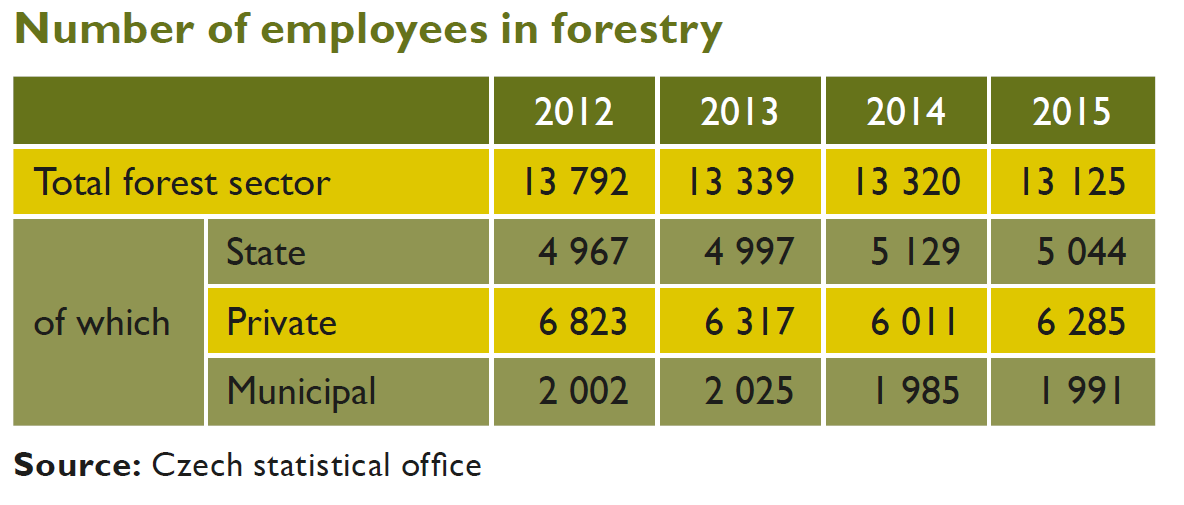 Number of employees in forestry
2012 2013 2014 2015
Total forest sector 13 792 13 339 13 320 13 125
of which
State 4 967 4 997 5 129 5 044
Private 6 823 6 317 6 011 6 285
Municipal 2 002 2 025 1 985 1 991
Source: Czech statistical office